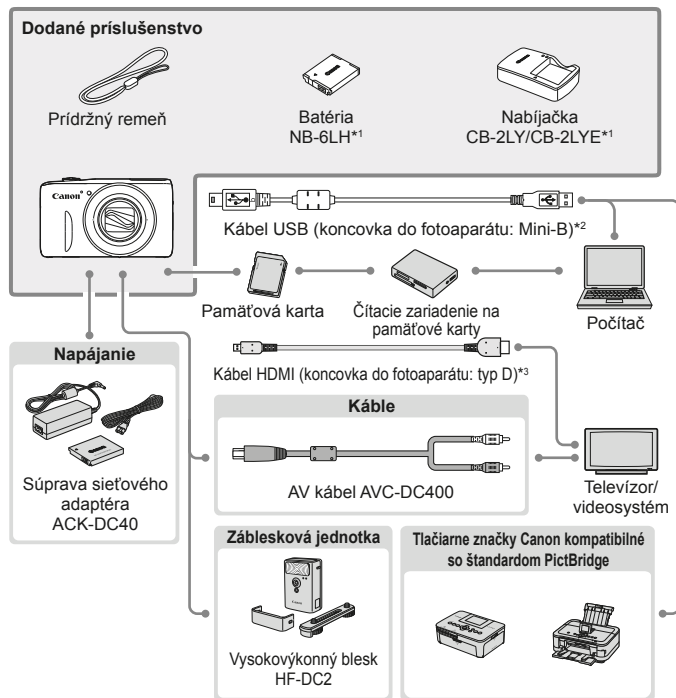 Dodané príslušenstvo
Prídržný remeň
Batéria
NB-6LH*1
Nabíjačka
CB-2LY/CB-2LYE*1
Canon
Kábel USB (koncovka do fotoaparátu: Mini-B)*2
Pamäťová karta
Čítacie zariadenie na
pamäťové karty
Počítač
Napájanie
Súprava sieťového
adaptéra
ACK-DC40
Kábel HDMI (koncovka do fotoaparátu: typ D)*3
Káble
AV kábel AVC-DC400
Televízor/
videosystém
Záblesková jednotka
Vysokovýkonný blesk
HF-DC2
Tlačiarne značky Canon kompatibilné
so štandardom PictBridge